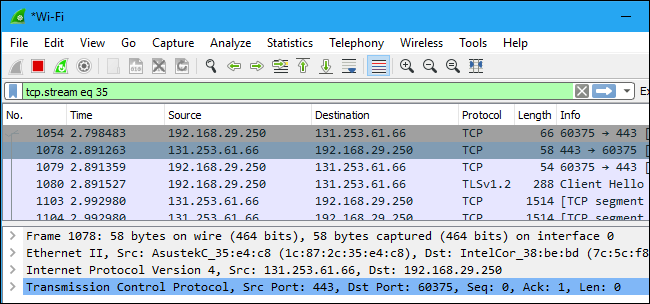 *Wi-Fi
File Edit View Go Capture Analyze Statistics Telephony Wireless Tools Help
tcp.stream eq 35
No. Time Source Destination Protocol Length Info
1054 2.798483 192.168.29.250 131.253.61.66 TCP 66 60375 → 443 [
1078 2.891263 131.253.61.66 192.168.29.250 TCP 58 443 → 60375
1079 2.891359 192.168.29.250 131.253.61.66 TCP 54 60375 → 443 [
1080 2.891527 192.168.29.250 131.253.61.66 TLSv1.2 288 Client Hello
1103 2.992980 131.253.61.66 192.168.29.250 TCP 1514 [TCP segment
1104 2.992980 131.253.61.66 192.168.29.250 TCP 1514 [TCP segment
Frame 1078: 58 bytes on wire (464 bits), 58 bytes captured (464 bits) on interface 0
Ethernet II, Src: AsustekC_35:e4:c8 (1c:87:2c:35:e4:c8), Dst: IntelCor_38:be:bd (7c:5c:f8
Internet Protocol Version 4, Src: 131.253.61.66, Dst: 192.168.29.250
Transmission Control Protocol, Src Port: 443, Dst Port: 60375, Seq: 0, Ack: 1, Len: 0